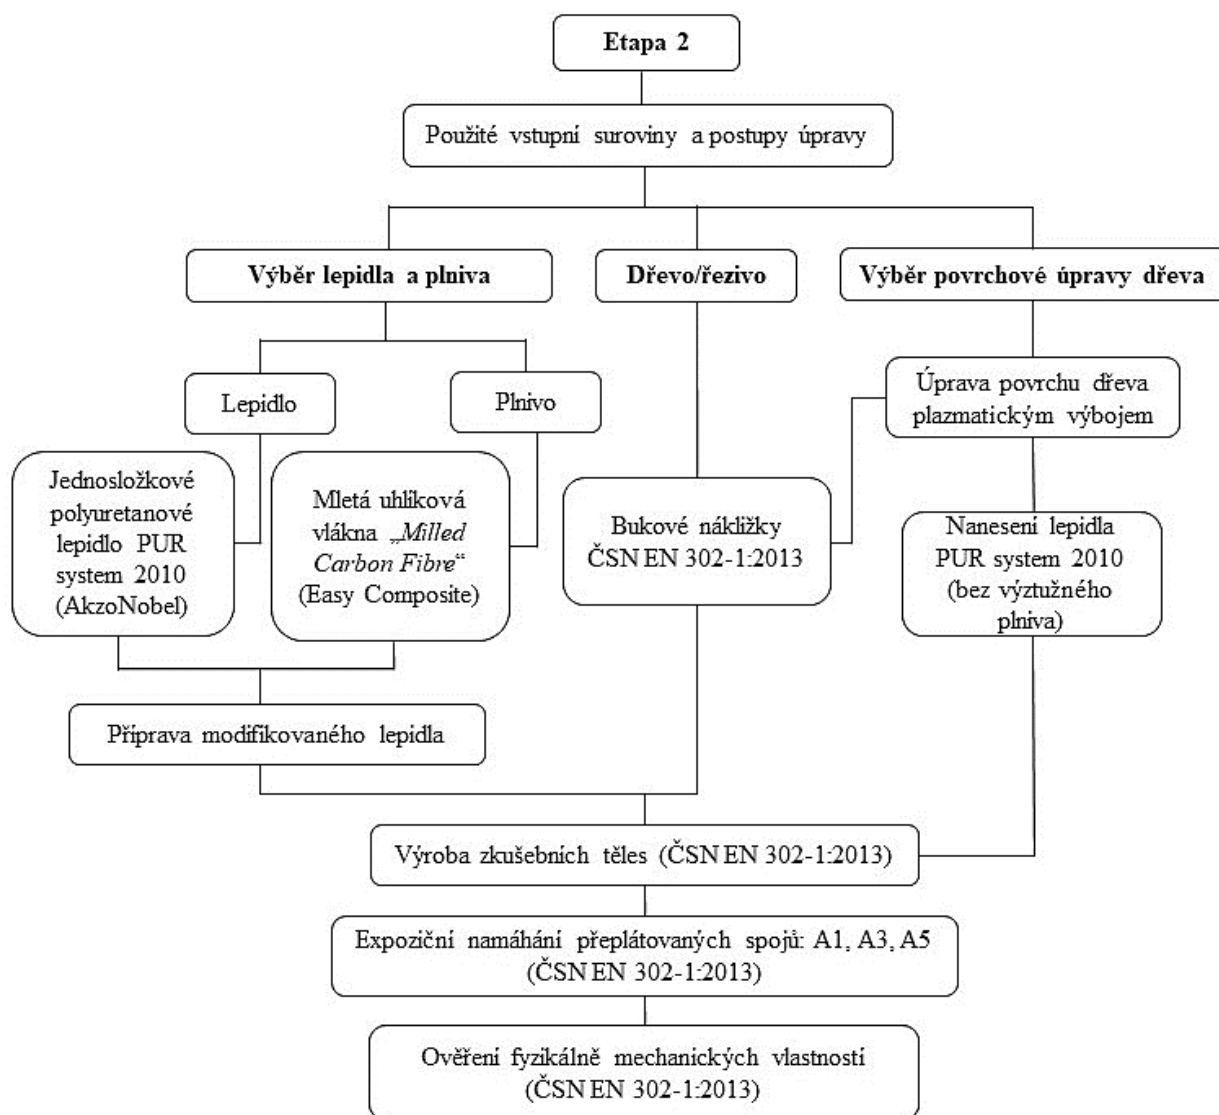 Etapa 2
Použité vstupní suroviny a postupy úpravy
Výběr lepidla a plniva
Dřevo/řezivo
Výběr povrchové úpravy dřeva
Lepidlo
Plnivo
Úprava povrchu dřeva
plazmatickým výbojem
Jednosložkové
polyuretanové
lepidlo PUR
system 2010
(AkzoNobel)
Mletá uhlíková
vlákna „Milled
Carbon Fibre“
(Easy Composite)
Bukové nákližky
ČSN EN 302-1:2013
Nanesení lepidla
PUR system 2010
(bez výztužného
plniva)
Příprava modifikovaného lepidla
Výroba zkušebních těles (ČSN EN 302-1:2013)
Expoziční namáhání přeplátovaných spojů: A1, A3, A5
(ČSN EN 302-1:2013)
Ověření fyzikálně mechanických vlastností
(ČSN EN 302-1:2013)